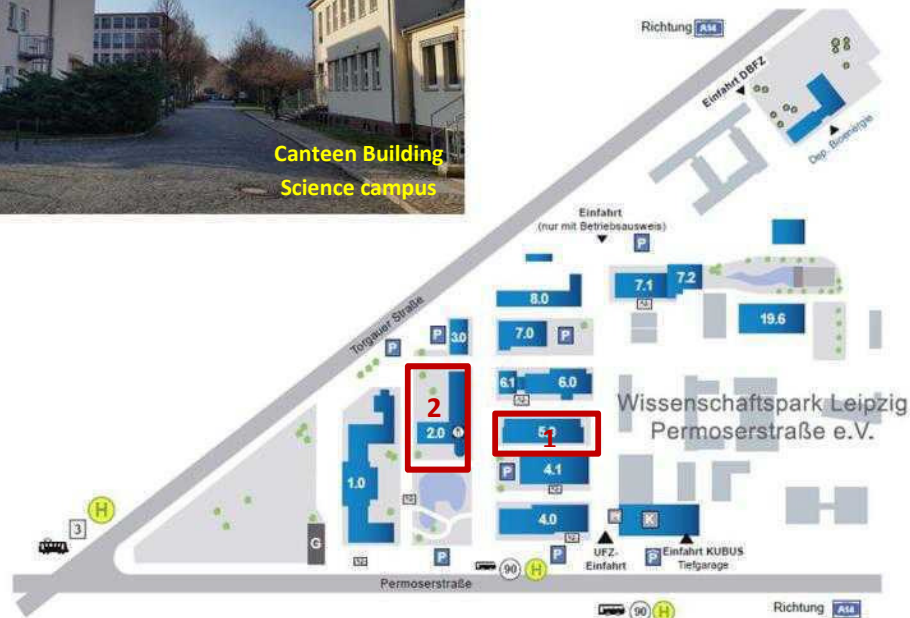 Canteen Building
Science campus
Richtung A14
Einfahrt DBFZ
Dep. Bioenergie
Einfahrt
(nur mit Betriebsausweis)
P
7.1
7.2
8.0
Torgauer Straße
P
3.0
7.0
P
19.6
P
6.1
6.0
2
Wissenschaftspark Leipzig
Permoserstraße e.V.
2.0
1
1.0
P
4.1
4.0
K
3
H
G
P
P
UFZ-
Einfahrt
P
Einfahrt KUBUS
Tiefgarage
90
H
Permoserstraße
90
H
Richtung A14